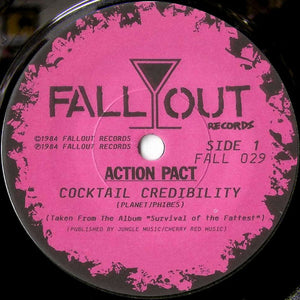 FALLOUT
RECORDS
©1984 FALLOUT RECORDS
℗1984 FALLOUT RECORDS
SIDE 1
FALL 029
ACTION PACT
COCKTAIL CREDIBILITY
(PLANET/PHIBES)
(Taken From The Album "Survival of the Fattest")
(PUBLISHED BY JUNGLE MUSIC/CHERRY RED MUSIC)